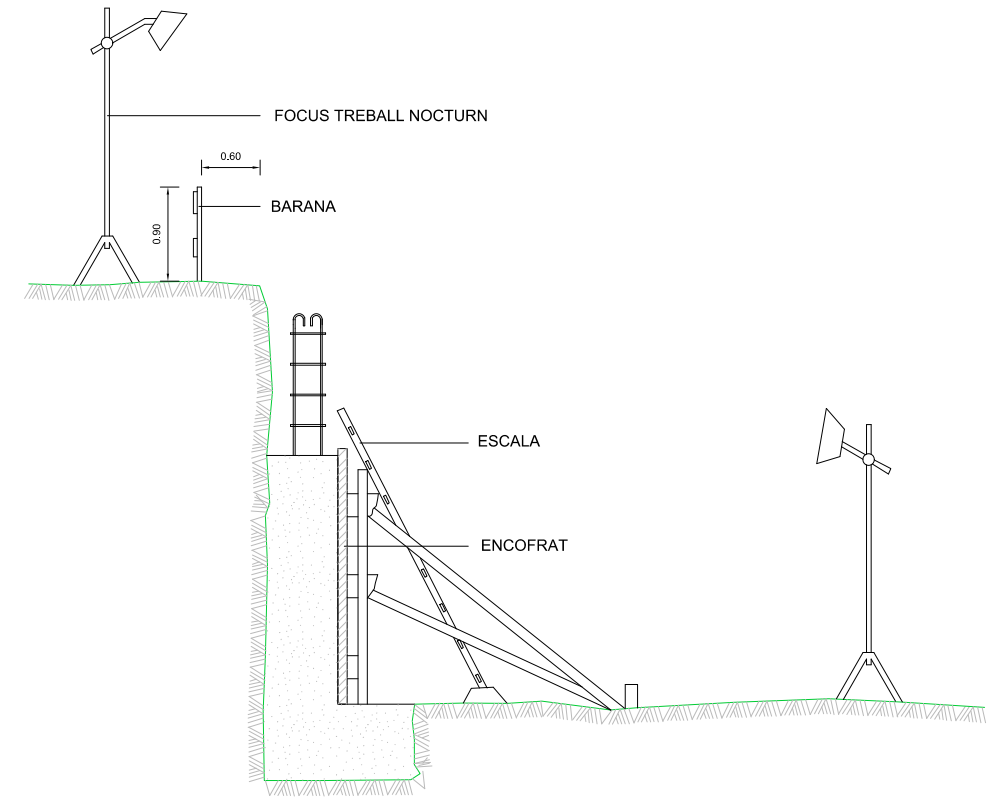 FOCUS TREBALL NOCTURN
0.60
BARANA
0.90
ESCALA
ENCOFRAT